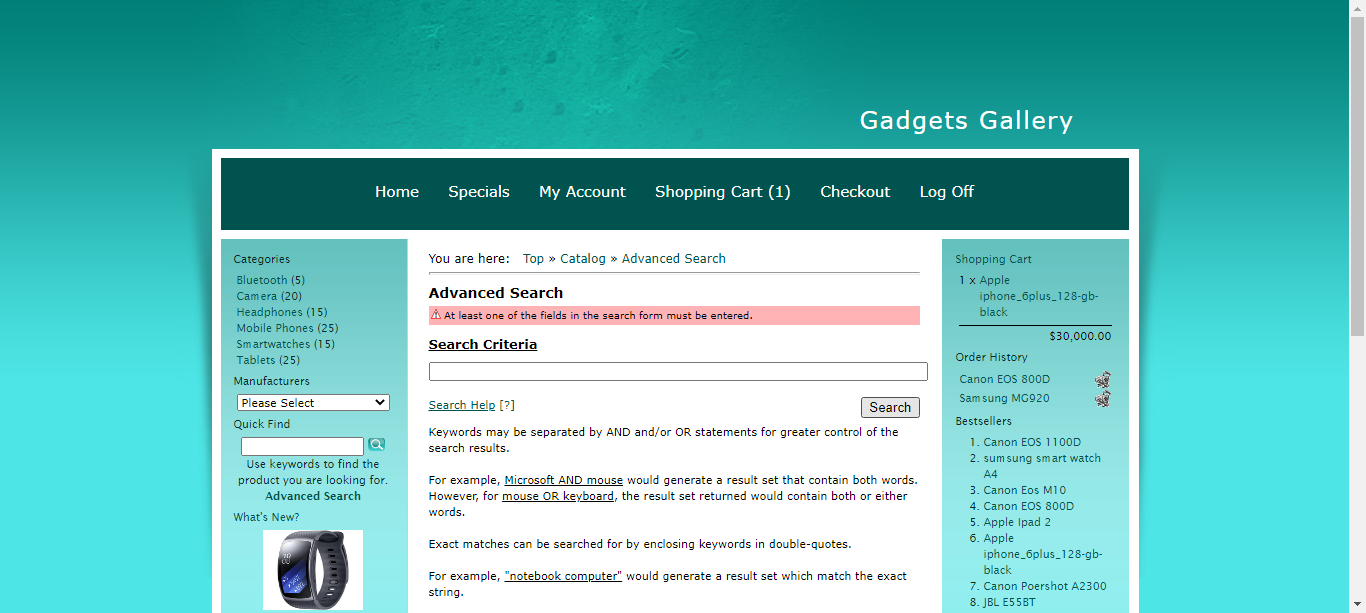 Gadgets Gallery
Home Specials My Account Shopping Cart (1) Checkout Log Off
Categories
Bluetooth (5)
Camera (20)
Headphones (15)
Mobile Phones (25)
Smartwatches (15)
Tablets (25)
Manufacturers
Please Select
Quick Find
Use keywords to find the
product you are looking for.
Advanced Search
What's New?
You are here: Top » Catalog » Advanced Search
Advanced Search
At least one of the fields in the search form must be entered.
Search Criteria
Search Help [?]
Search
Keywords may be separated by AND and/or OR statements for greater control of the
search results.
For example, Microsoft AND mouse would generate a result set that contain both words.
However, for mouse OR keyboard, the result set returned would contain both or either
words.
Exact matches can be searched for by enclosing keywords in double-quotes.
For example, "notebook computer" would generate a result set which match the exact
string.
Shopping Cart
1 x Apple
iphone_6plus_128-gb-
black
$30,000.00
Order History
Canon EOS 800D
Samsung MG920
Bestsellers
1. Canon EOS 1100D
2. sumsung smart watch
A4
3. Canon Eos M10
4. Canon EOS 800D
5. Apple Ipad 2
6. Apple
iphone_6plus_128-gb-
black
7. Canon Poershot A2300
8. JBL E55BT